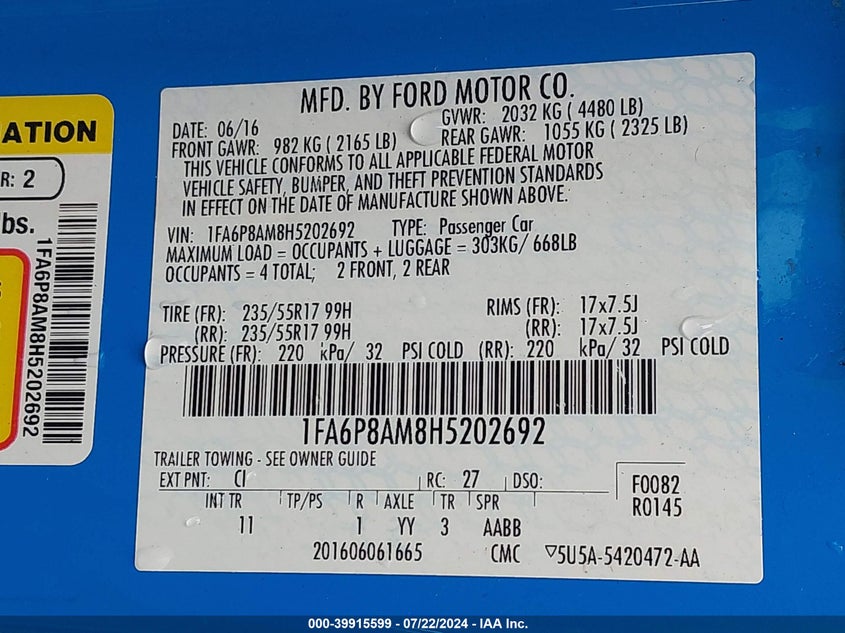 MFD. BY FORD MOTOR CO.
DATE: 06/16 GVWR: 2032 KG ( 4480 LB)
FRONT GAWR: 982 KG ( 2165 LB) REAR GAWR: 1055 KG ( 2325 LB)
THIS VEHICLE CONFORMS TO ALL APPLICABLE FEDERAL MOTOR
VEHICLE SAFETY, BUMPER, AND THEFT PREVENTION STANDARDS
IN EFFECT ON THE DATE OF MANUFACTURE SHOWN ABOVE.
VIN: 1FA6P8AM8H5202692 TYPE: Passenger Car
MAXIMUM LOAD = OCCUPANTS + LUGGAGE = 303KG/ 668LB
OCCUPANTS = 4 TOTAL; 2 FRONT, 2 REAR
TIRE (FR): 235/55R17 99H RIMS (FR): 17x7.5J
(RR): 235/55R17 99H (RR): 17x7.5J
PRESSURE (FR): 220 kPa/ 32 PSI COLD (RR): 220 kPa/ 32 PSI COLD
1FA6P8AM8H5202692
TRAILER TOWING - SEE OWNER GUIDE
EXT PNT: CI RC: 27 DSO: F0082
INT TR TP/PS R AXLE TR SPR R0145
11 1 YY 3 AABB
201606061665 CMC 5U5A-5420472-AA
ATION
R: 2
bs.
1FA6P8AM8H5202692
000-39915599 - 07/22/2024 - IAA Inc.